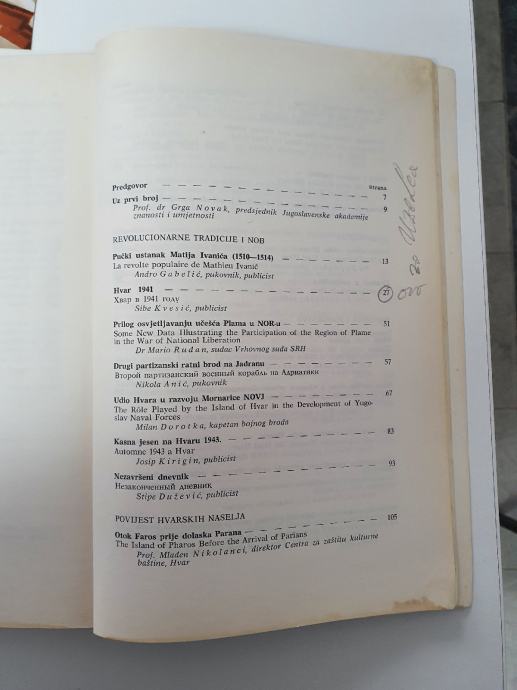 Strana
Predgovor — — — — — — — — — — — — — 7
Uz prvi broj — — — — — — — — — — — — 9
Prof. dr Grga Novak, predsjednik Jugoslavenske akademije
znanosti i umjetnosti
REVOLUCIONARNE TRADICIJE I NOB
Pučki ustanak Matija Ivanića (1510—1514) — — — — — 13
La revolte populaire de Mathieu Ivanič
Andro Gabelić, pukovnik, publicist
Hvar 1941 — — — — — — — — — — — — 27
Хвар в 1941 году
Sibe Kvesić, publicist
Prilog osvjetljavanju učešća Plama u NOR-u — — — — — 51
Some New Data Illustrating the Participation of the Region of Plame
in the War of National Liberation
Dr Mario Rudan, sudac Vrhovnog suda SRH
Drugi partizanski ratni brod na Jadranu — — — — — — 57
Второй партизанский военный корабль на Адриатике
Nikola Anić, pukovnik
Udio Hvara u razvoju Mornarice NOVJ — — — — — — 67
The Rôle Played by the Island of Hvar in the Development of Yugo-
slav Naval Forces
Milan Dorotka, kapetan bojnog broda
Kasna jesen na Hvaru 1943. — — — — — — — — — 83
Automne 1943 a Hvar
Josip Kirigin, publicist
Nezavršeni dnevnik — — — — — — — — — — 93
Незаконченный дневник
Stipe Dužević, publicist
POVIJEST HVARSKIH NASELJA
Otok Faros prije dolaska Parana — — — — — — — — 105
The Island of Pharos Before the Arrival of Parians
Prof. Mladen Nikolanci, direktor Centra za zaštitu kulturne
baštine, Hvar
ovo za